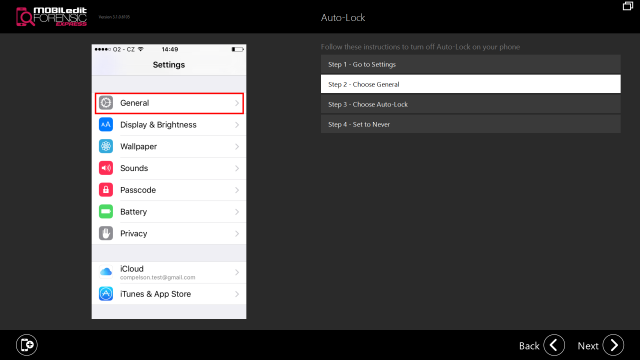 MOBILedit
FORENSIC
EXPRESS
Auto-Lock
Follow these instructions to turn off Auto-Lock on your phone
Step 1 - Go to Settings
Step 2 - Choose General
Step 3 - Choose Auto-Lock
Step 4 - Set to Never
O2 - CZ 14:49
Settings
General
AA Display & Brightness
Wallpaper
Sounds
Passcode
Battery
Privacy
iCloud
compelson.test@gmail.com
iTunes & App Store
Back Next